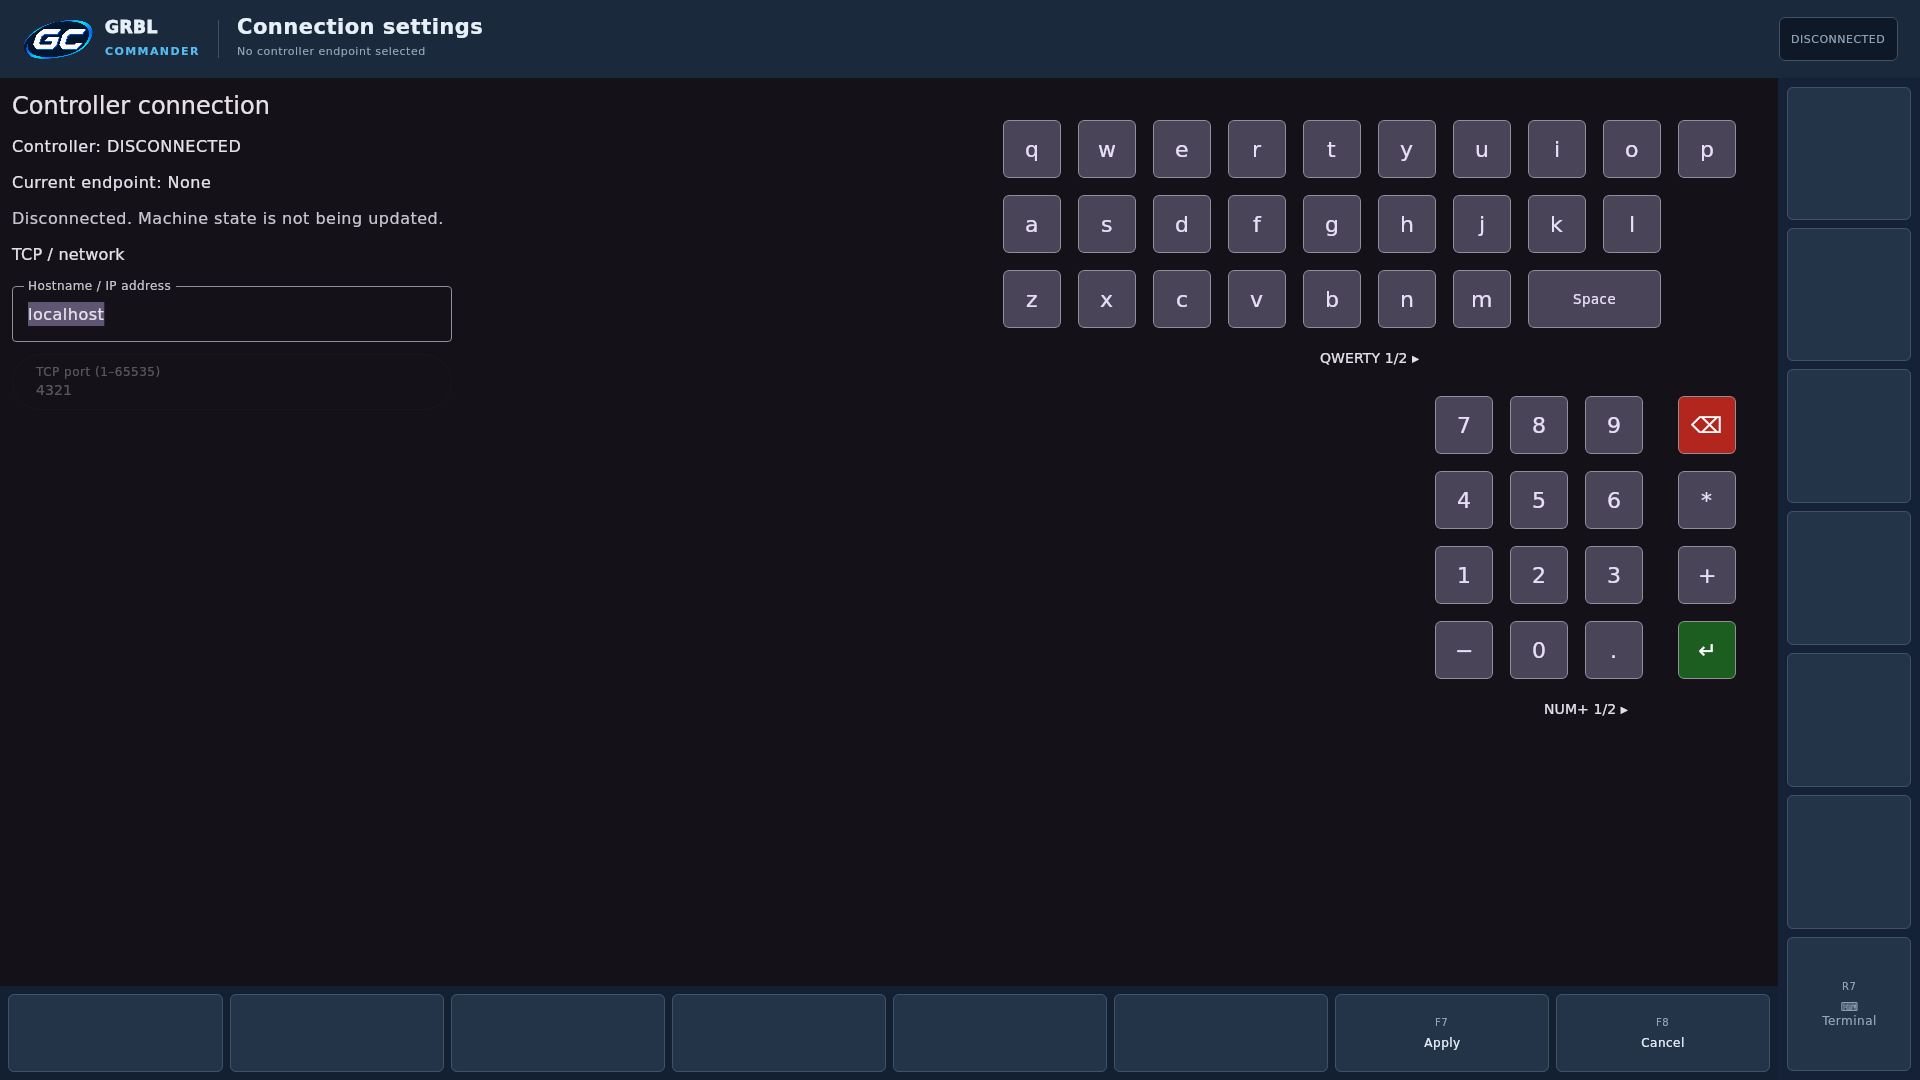 GC
GRBL
COMMANDER
Connection settings
No controller endpoint selected
DISCONNECTED
Controller connection
Controller: DISCONNECTED
Current endpoint: None
Disconnected. Machine state is not being updated.
TCP / network
Hostname / IP address
localhost
TCP port (1–65535)
4321
q w e r t y u i o p
a s d f g h j k l
z x c v b n m Space
QWERTY 1/2 ▸
7 8 9 ⌫
4 5 6 *
1 2 3 +
− 0 . ↵
NUM+ 1/2 ▸
F7
Apply
F8
Cancel
R7
⌨
Terminal